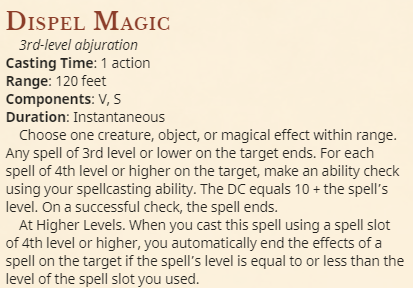 Dispel Magic
3rd-level abjuration
Casting Time: 1 action
Range: 120 feet
Components: V, S
Duration: Instantaneous
Choose one creature, object, or magical effect within range.
Any spell of 3rd level or lower on the target ends. For each
spell of 4th level or higher on the target, make an ability check
using your spellcasting ability. The DC equals 10 + the spell’s
level. On a successful check, the spell ends.
At Higher Levels. When you cast this spell using a spell slot
of 4th level or higher, you automatically end the effects of a
spell on the target if the spell’s level is equal to or less than the
level of the spell slot you used.